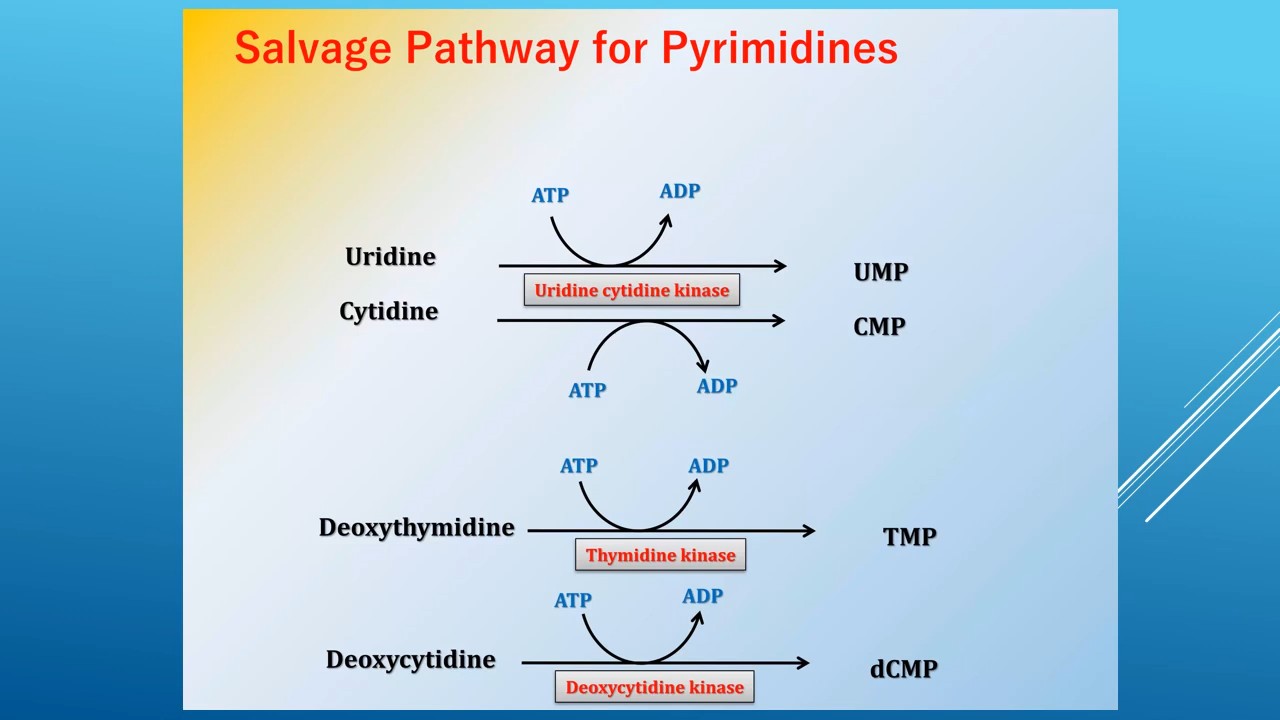 Salvage Pathway for Pyrimidines
ATP ADP
Uridine UMP
Uridine cytidine kinase
Cytidine CMP
ATP ADP
ATP ADP
Deoxythymidine TMP
Thymidine kinase
ATP ADP
Deoxycytidine dCMP
Deoxycytidine kinase